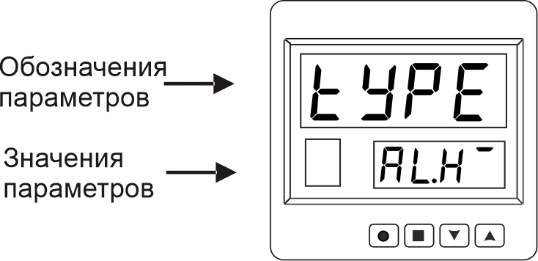 Обозначения
параметров
tYPE
Значения
параметров
AL.H¯